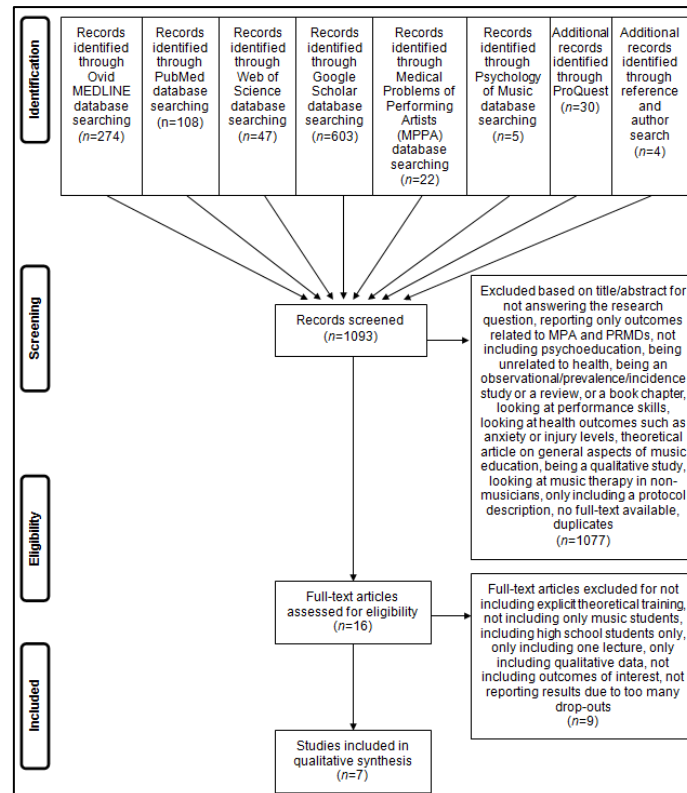 Identification
Records
identified
through
Ovid
MEDLINE
database
searching
(n=274)
Records
identified
through
PubMed
database
searching
(n=108)
Records
identified
through
Web of
Science
database
searching
(n=47)
Records
identified
through
Google
Scholar
database
searching
(n=603)
Records
identified
through
Medical
Problems of
Performing
Artists
(MPPA)
database
searching
(n=22)
Records
identified
through
Psychology
of Music
database
searching
(n=5)
Additional
records
identified
through
ProQuest
(n=30)
Additional
records
identified
through
reference
and
author
search
(n=4)
Screening
Records screened
(n=1093)
Excluded based on title/abstract for
not answering the research
question, reporting only outcomes
related to MPA and PRMDs, not
including psychoeducation, being
unrelated to health, being an
observational/prevalence/incidence
study or a review, or a book chapter,
looking at performance skills,
looking at health outcomes such as
anxiety or injury levels, theoretical
article on general aspects of music
education, being a qualitative study,
looking at music therapy in non-
musicians, only including a protocol
description, no full-text available,
duplicates
(n=1077)
Eligibility
Full-text articles
assessed for eligibility
(n=16)
Full-text articles excluded for not
including explicit theoretical training,
not including only music students,
including high school students only,
only including one lecture, only
including qualitative data, not
including outcomes of interest, not
reporting results due to too many
drop-outs
(n=9)
Included
Studies included in
qualitative synthesis
(n=7)